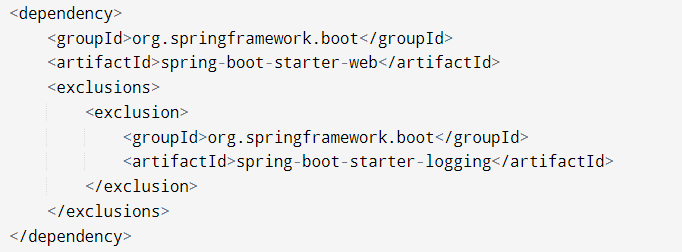 <dependency>
    <groupId>org.springframework.boot</groupId>
    <artifactId>spring-boot-starter-web</artifactId>
    <exclusions>
        <exclusion>
            <groupId>org.springframework.boot</groupId>
            <artifactId>spring-boot-starter-logging</artifactId>
        </exclusion>
    </exclusions>
</dependency>